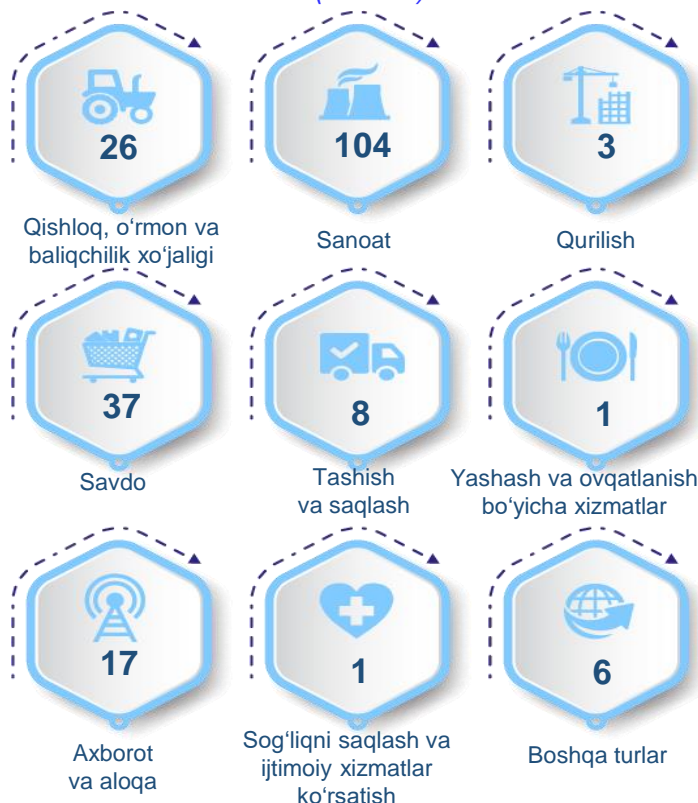 26
104
3
Qishloq, o‘rmon va
baliqchilik xo‘jaligi
Sanoat
Qurilish
37
8
1
Savdo
Tashish
va saqlash
Yashash va ovqatlanish
bo‘yicha xizmatlar
17
1
6
Axborot
va aloqa
Sog‘liqni saqlash va
ijtimoiy xizmatlar
ko‘rsatish
Boshqa turlar